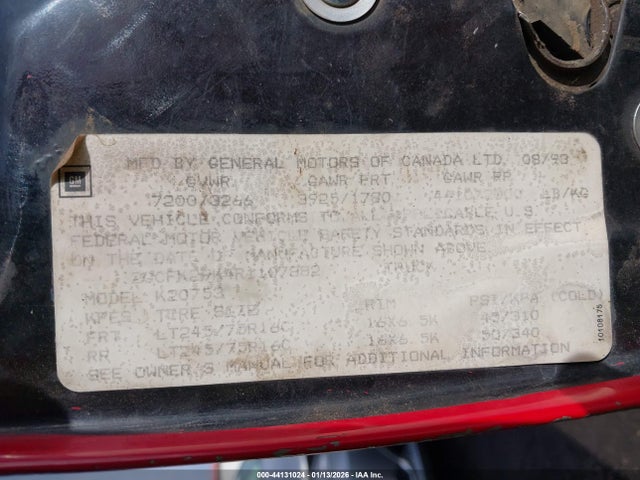 GM
MFD BY GENERAL MOTORS OF CANADA LTD. 08/93
GVWR GAWR FRT GAWR RR
7200/3266 3925/1780 LB/KG
THIS VEHICLE CONFORMS TO ALL APPLICABLE U.S.
FEDERAL MOTOR VEHICLE SAFETY STANDARDS IN EFFECT
ON THE DATE OF MANUFACTURE SHOWN ABOVE.
TRUCK
MODEL: K20753
TIRE SIZE RIM PSI/KPA (COLD)
FRT LT245/75R16C 16X6.5K 45/310
RR LT245/75R16C 16X6.5K 50/340
SEE OWNER'S MANUAL FOR ADDITIONAL INFORMATION
10108175
000-44131024 - 01/13/2026 - IAA Inc.